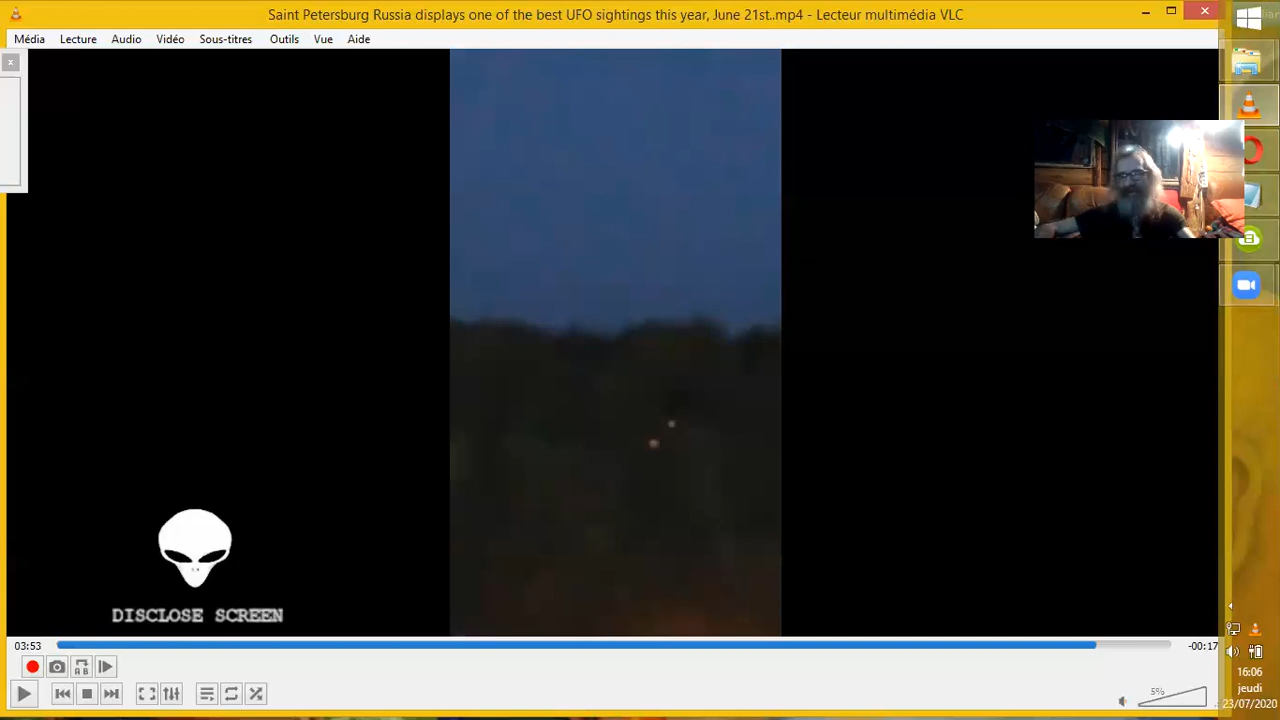 Saint Petersburg Russia displays one of the best UFO sightings this year, June 21st..mp4 - Lecteur multimédia VLC
Média Lecture Audio Vidéo Sous-titres Outils Vue Aide
DISCLOSE SCREEN
03:53
-00:17
5%
16:06
jeudi
23/07/2020